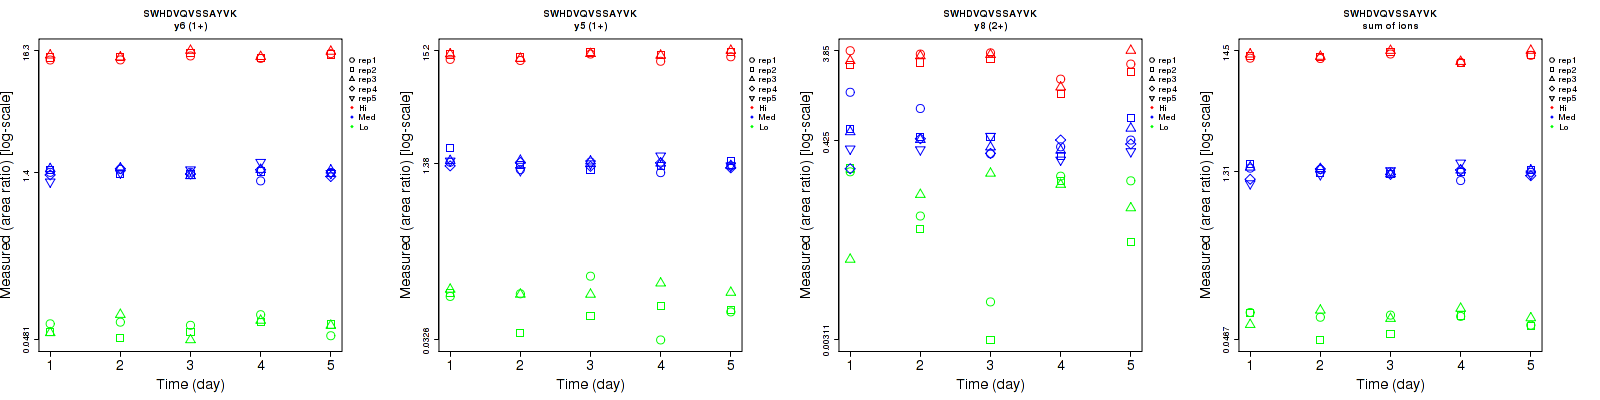 SWHDVQVSSAYVK
y6 (1+)
Measured (area ratio) [log-scale]
16.3
1.4
0.0481
1 2 3 4 5
Time (day)
rep1
rep2
rep3
rep4
rep5
Hi
Med
Lo
SWHDVQVSSAYVK
y5 (1+)
Measured (area ratio) [log-scale]
15.2
1.38
0.0326
1 2 3 4 5
Time (day)
rep1
rep2
rep3
rep4
rep5
Hi
Med
Lo
SWHDVQVSSAYVK
y8 (2+)
Measured (area ratio) [log-scale]
3.85
0.425
0.00311
1 2 3 4 5
Time (day)
rep1
rep2
rep3
rep4
rep5
Hi
Med
Lo
SWHDVQVSSAYVK
sum of ions
Measured (area ratio) [log-scale]
14.5
1.31
0.0467
1 2 3 4 5
Time (day)
rep1
rep2
rep3
rep4
rep5
Hi
Med
Lo